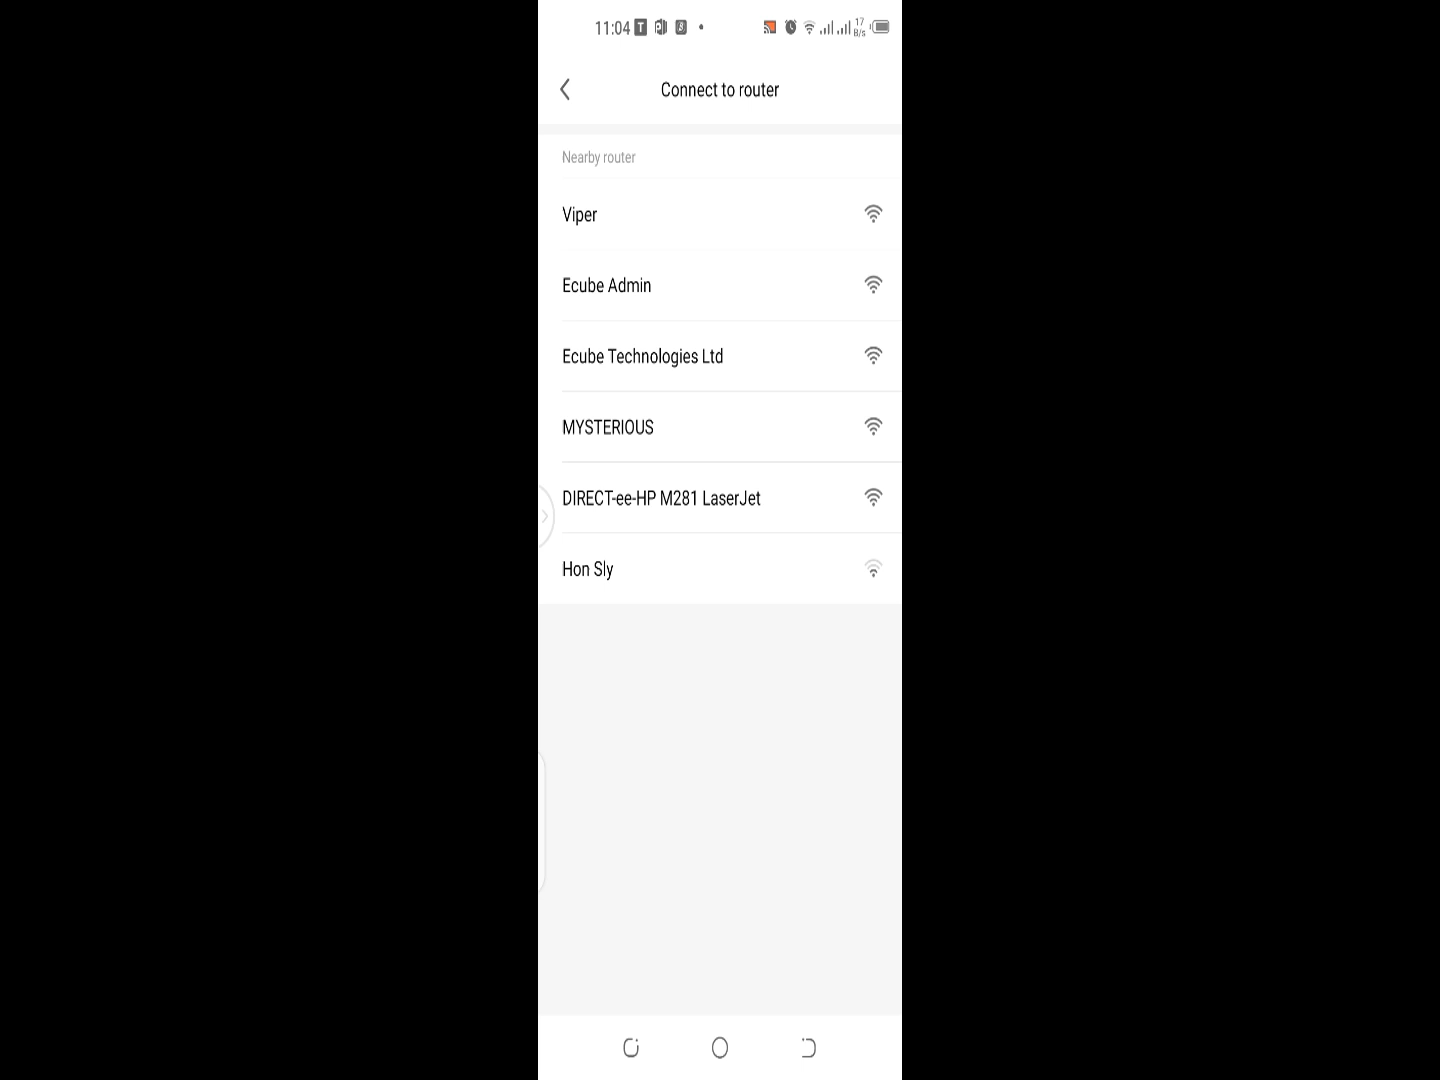 11:04 T B 17 B/s
Connect to router
Nearby router
Viper
Ecube Admin
Ecube Technologies Ltd
MYSTERIOUS
DIRECT-ee-HP M281 LaserJet
Hon Sly